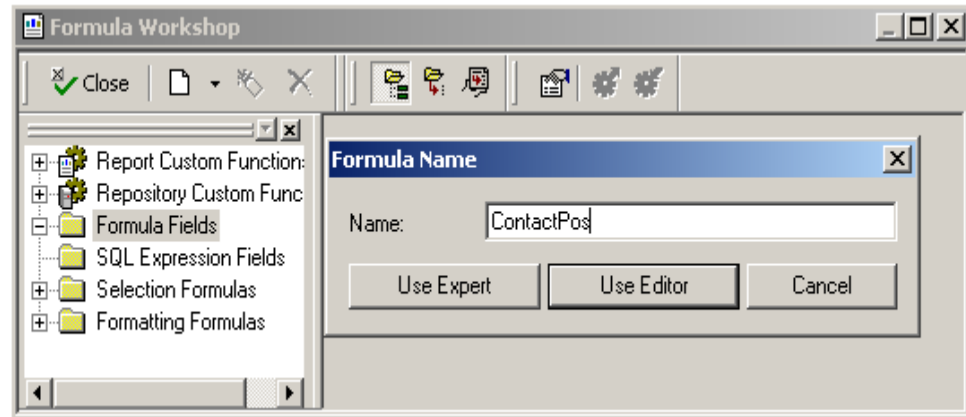 Formula Workshop
Close
Report Custom Function
Repository Custom Func
Formula Fields
SQL Expression Fields
Selection Formulas
Formatting Formulas
Formula Name
Name: ContactPos
Use Expert Use Editor Cancel